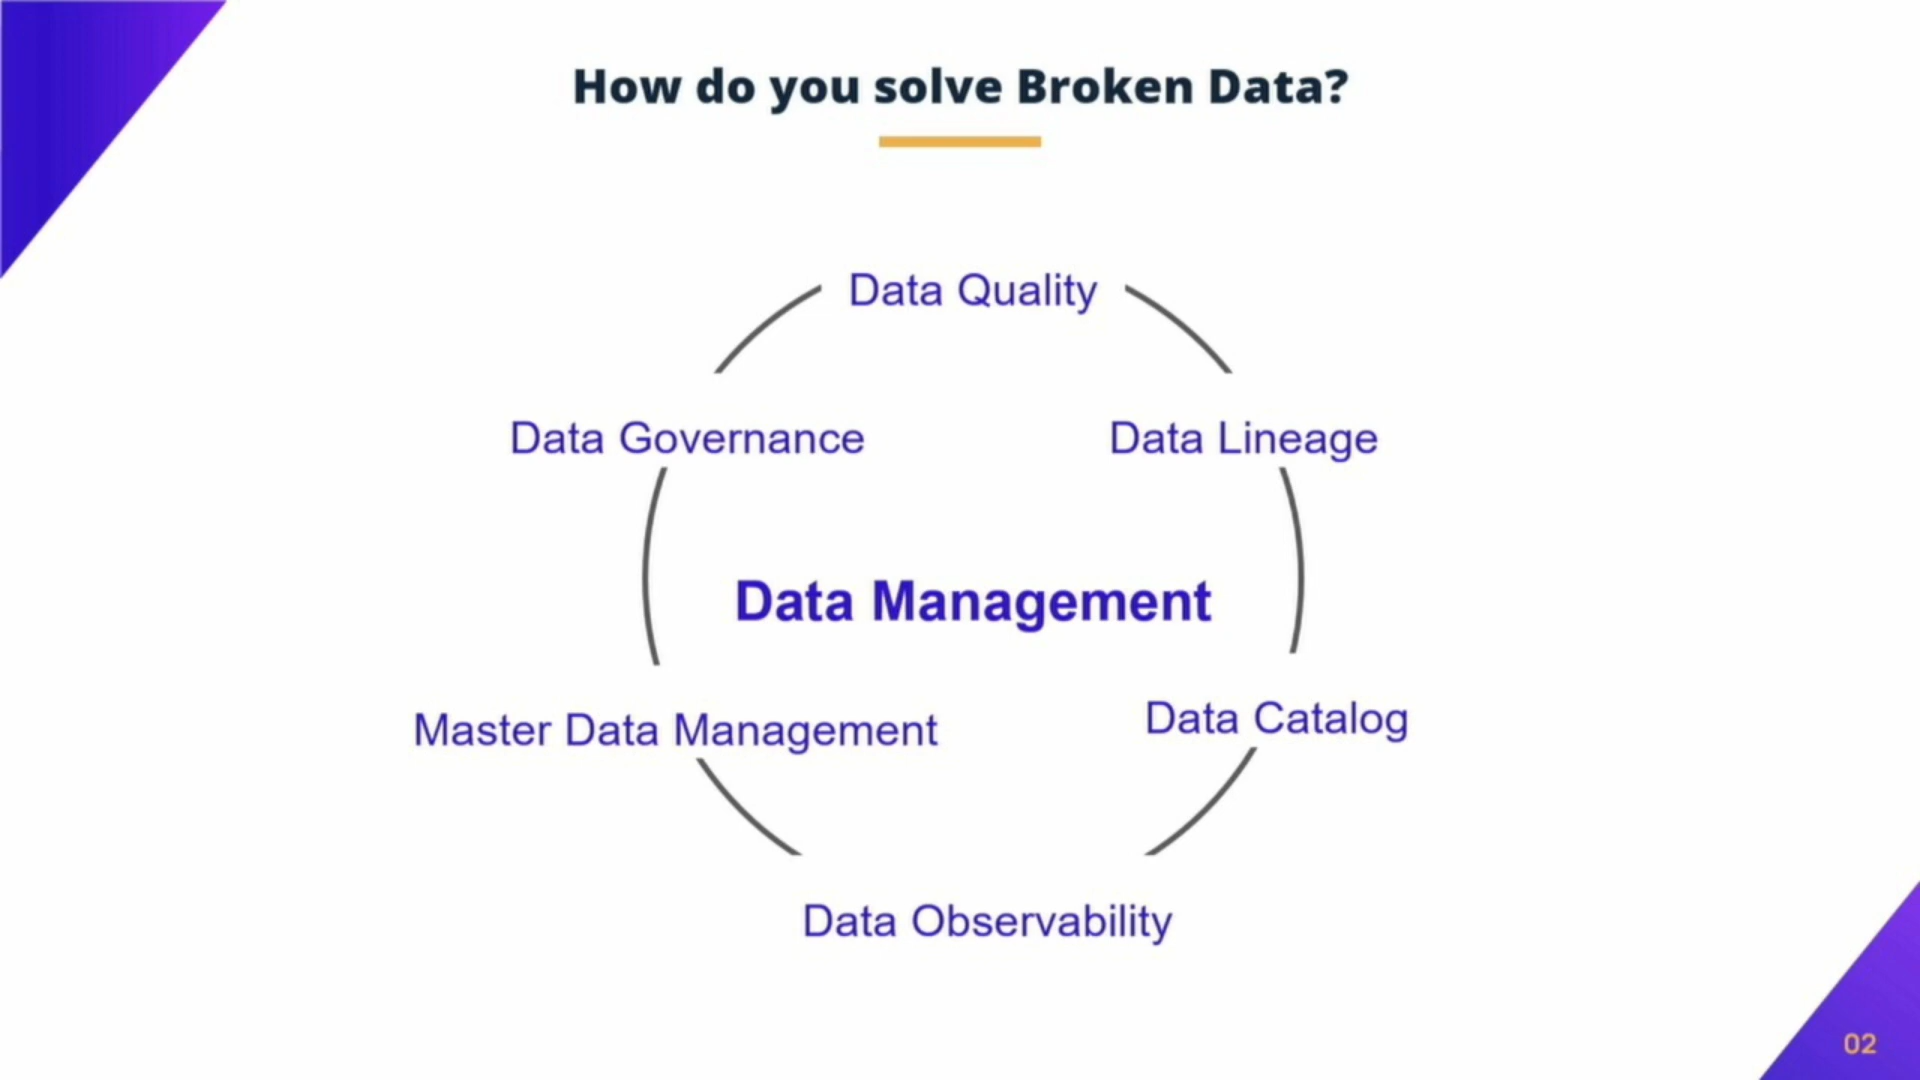 How do you solve Broken Data?
Data Quality
Data Governance
Data Lineage
Data Management
Master Data Management
Data Catalog
Data Observability
02